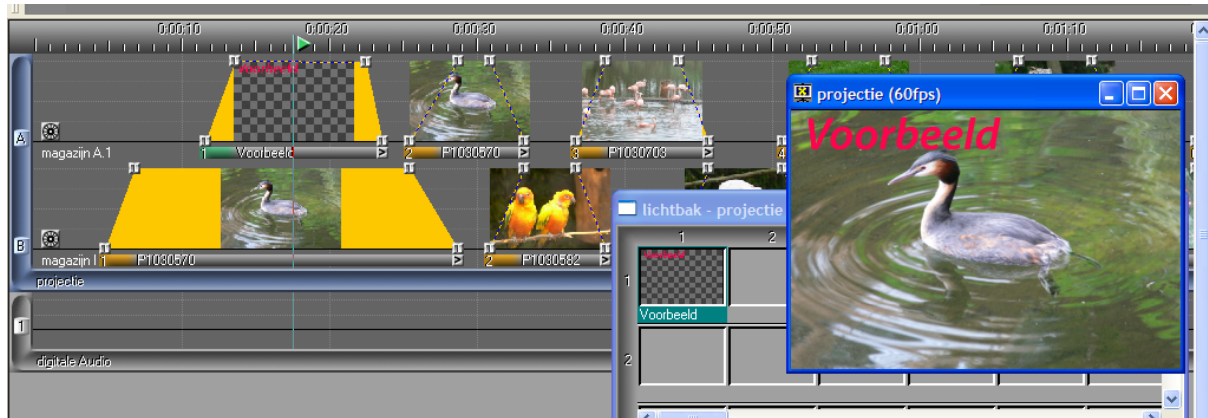 0:00:10 0:00:20 0:00:30 0:00:40 0:00:50 0:01:00 0:01:10
projectie (60fps)
Voorbeeld
Voorbeeld
A
magazijn A.1
1 Voorbeeld
2 P1030570
3 P1030703
4
lichtbak - projectie
1 2
B
magazijn I
1 P1030570
2 P1030582
1
Voorbeeld
projectie
1
2
digitale Audio